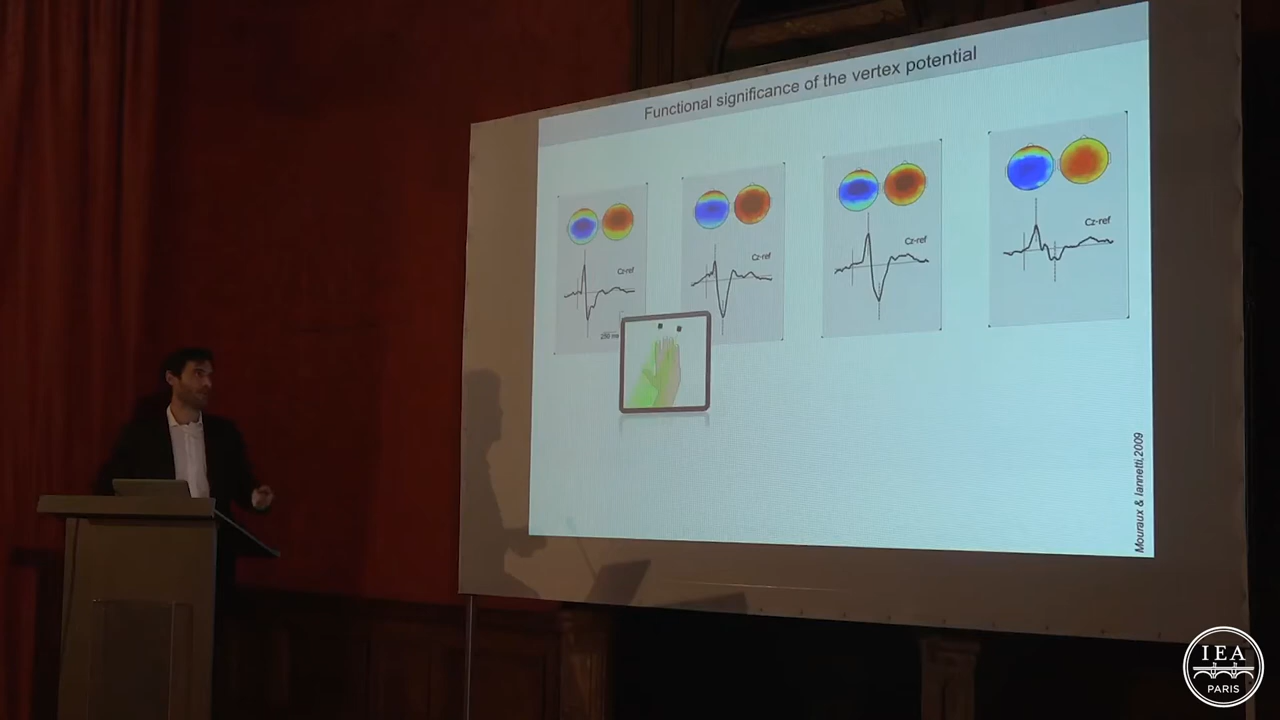 Functional significance of the vertex potential
Cz-ref
Cz-ref
Cz-ref
Cz-ref
Mouraux & Iannetti, 2009
IEA
PARIS